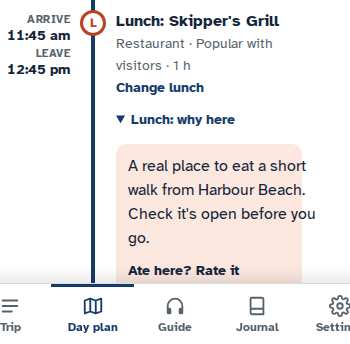 ARRIVE
11:45 am
LEAVE
12:45 pm
L
Lunch: Skipper's Grill
Restaurant · Popular with
visitors · 1 h
Change lunch
▼ Lunch: why here
A real place to eat a short
walk from Harbour Beach.
Check it's open before you
go.
Ate here? Rate it
Trip
Day plan
Guide
Journal
Settin